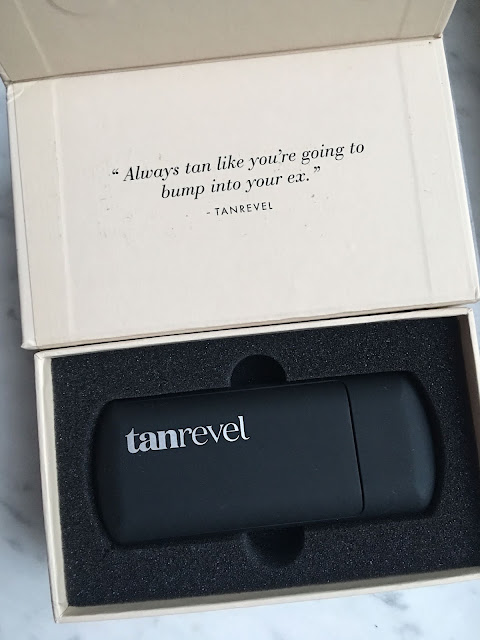 “Always tan like you’re going to
bump into your ex.”
- TANREVEL
tanrevel